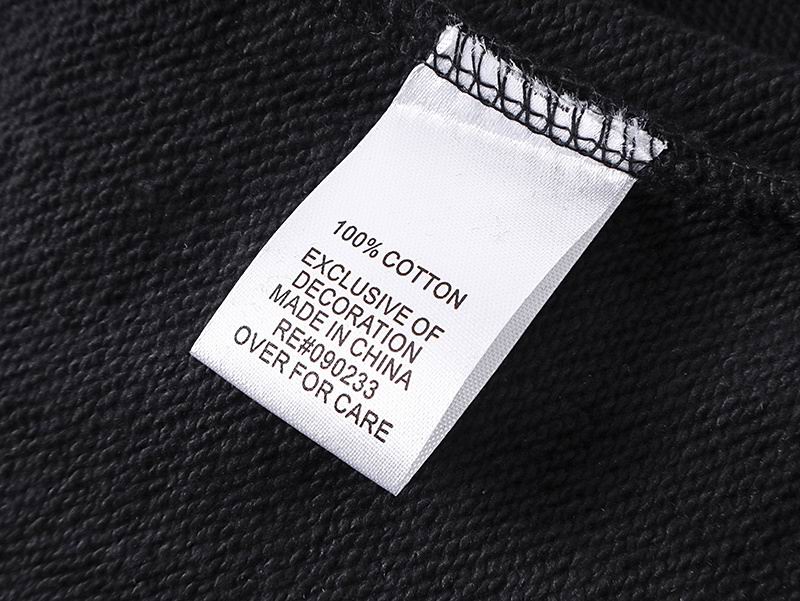 100% COTTON
EXCLUSIVE OF
DECORATION
MADE IN CHINA
RE#090233
OVER FOR CARE